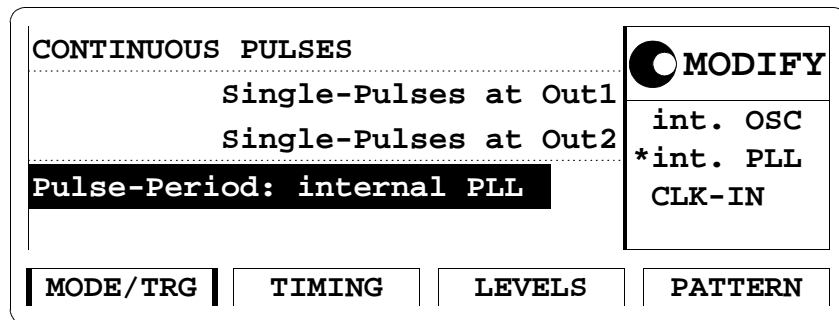 CONTINUOUS PULSES
Single-Pulses at Out1
Single-Pulses at Out2
Pulse-Period: internal PLL
MODIFY
int. OSC
*int. PLL
CLK-IN
MODE/TRG
TIMING
LEVELS
PATTERN